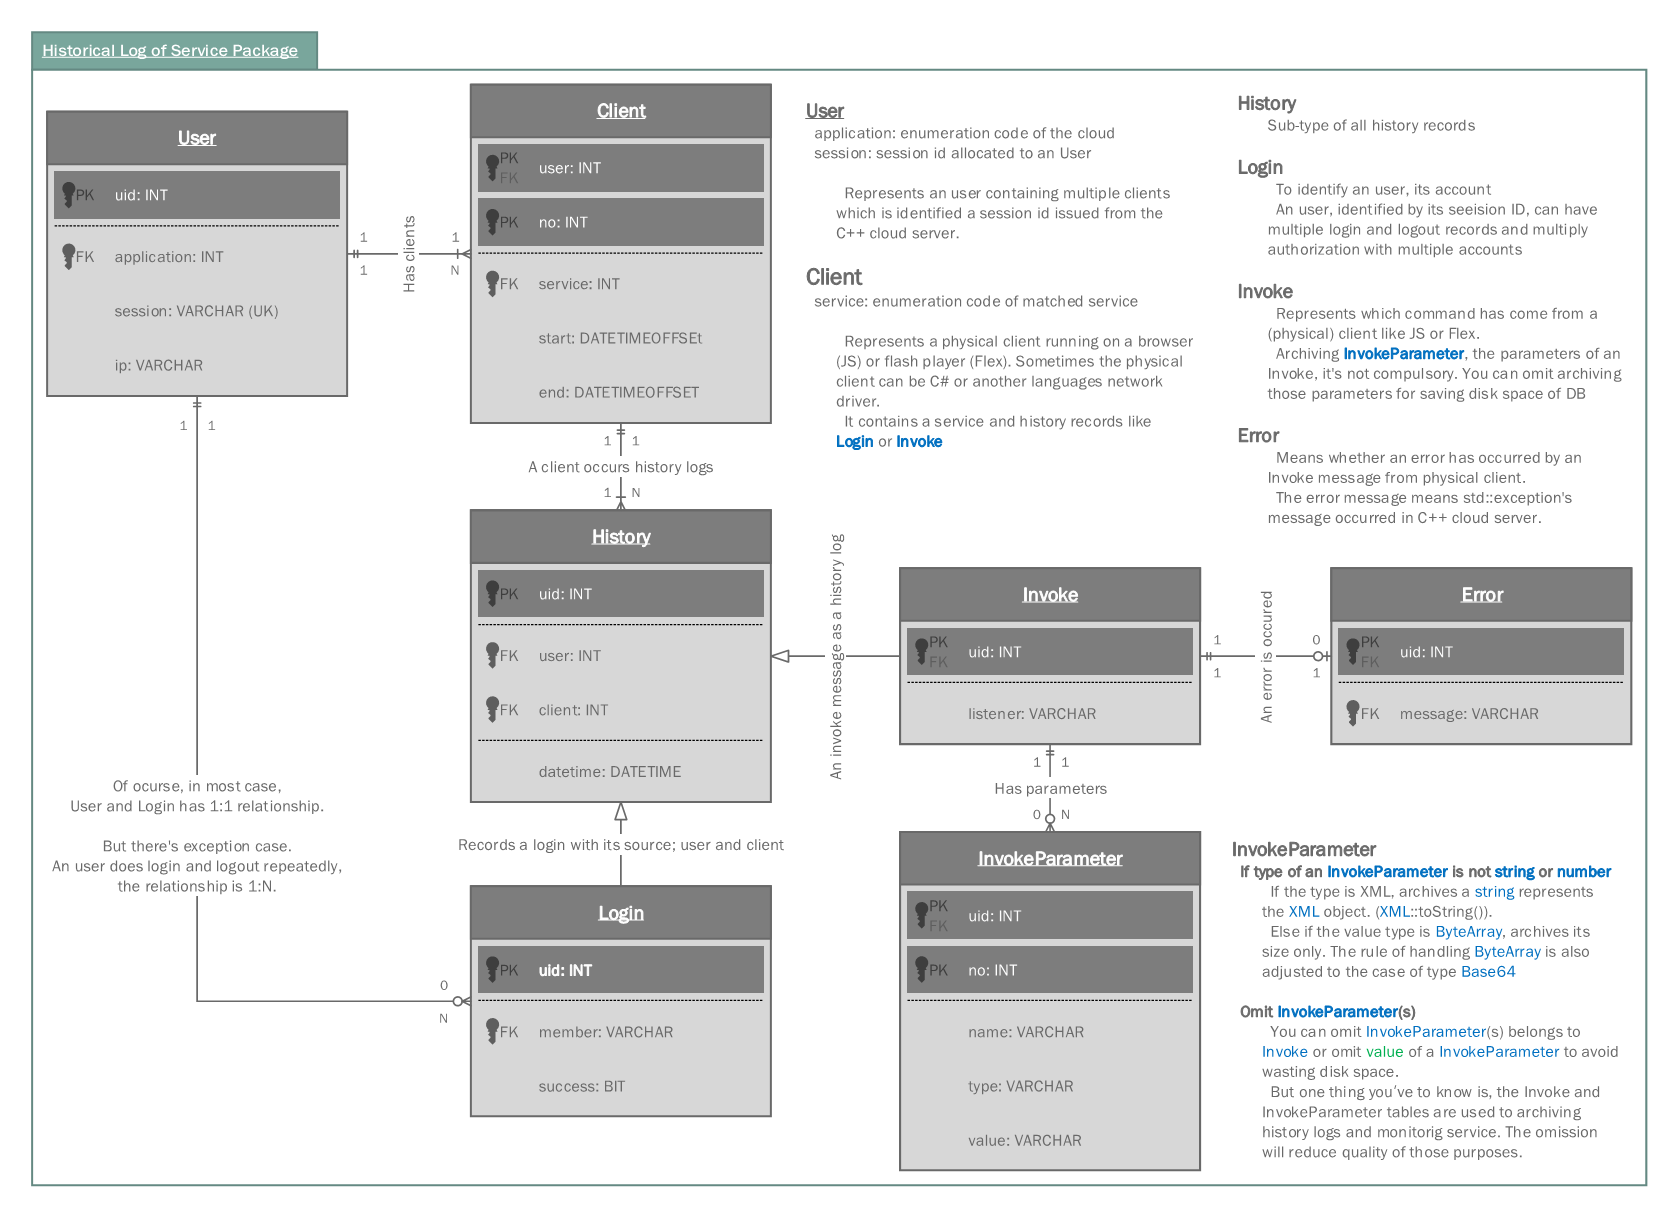 Historical Log of Service Package
User
PK uid: INT
FK application: INT
session: VARCHAR (UK)
ip: VARCHAR
1
1
Has clients
1
N
Client
PK
FK
user: INT
PK no: INT
FK service: INT
start: DATETIMEOFFSEt
end: DATETIMEOFFSET
1 1
A client occurs history logs
1 N
History
PK uid: INT
FK user: INT
FK client: INT
datetime: DATETIME
Records a login with its source; user and client
Login
PK uid: INT
FK member: VARCHAR
success: BIT
1 1
Of ocurse, in most case,
User and Login has 1:1 relationship.
But there's exception case.
An user does login and logout repeatedly,
the relationship is 1:N.
0
N
User
application: enumeration code of the cloud
session: session id allocated to an User
Represents an user containing multiple clients
which is identified a session id issued from the
C++ cloud server.
Client
service: enumeration code of matched service
Represents a physical client running on a browser
(JS) or flash player (Flex). Sometimes the physical
client can be C# or another languages network
driver.
It contains a service and history records like
Login or Invoke
An invoke message as a history log
Invoke
PK
FK
uid: INT
listener: VARCHAR
1
1
An error is occured
0
1
Error
PK
FK
uid: INT
FK message: VARCHAR
1 1
Has parameters
0 N
InvokeParameter
PK
FK
uid: INT
PK no: INT
name: VARCHAR
type: VARCHAR
value: VARCHAR
History
Sub-type of all history records
Login
To identify an user, its account
An user, identified by its seeision ID, can have
multiple login and logout records and multiply
authorization with multiple accounts
Invoke
Represents which command has come from a
(physical) client like JS or Flex.
Archiving InvokeParameter, the parameters of an
Invoke, it's not compulsory. You can omit archiving
those parameters for saving disk space of DB
Error
Means whether an error has occurred by an
Invoke message from physical client.
The error message means std::exception's
message occurred in C++ cloud server.
InvokeParameter
If type of an InvokeParameter is not string or number
If the type is XML, archives a string represents
the XML object. (XML::toString()).
Else if the value type is ByteArray, archives its
size only. The rule of handling ByteArray is also
adjusted to the case of type Base64
Omit InvokeParameter(s)
You can omit InvokeParameter(s) belongs to
Invoke or omit value of a InvokeParameter to avoid
wasting disk space.
But one thing you've to know is, the Invoke and
InvokeParameter tables are used to archiving
history logs and monitorig service. The omission
will reduce quality of those purposes.